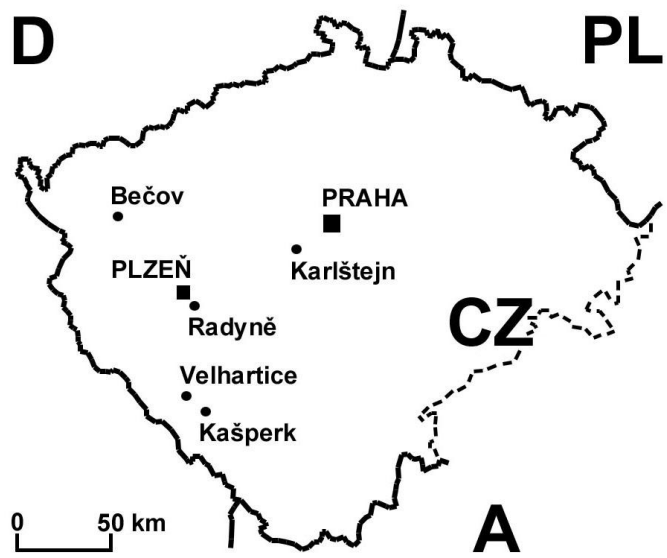 D
PL
Bečov
PRAHA
Karlštejn
PLZEŇ
Radyně
CZ
Velhartice
Kašperk
0 50 km
A